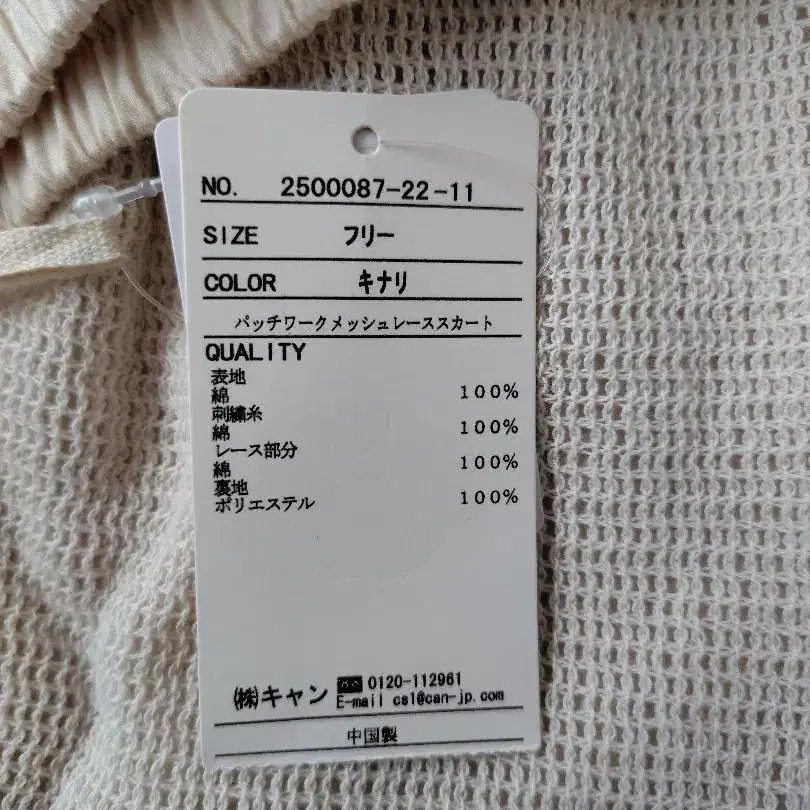 NO. 2500087-22-11
SIZE フリー
COLOR キナリ
パッチワークメッシュレーススカート
QUALITY
表地
綿 100%
刺繍糸
綿 100%
レース部分
綿 100%
裏地
ポリエステル 100%
㈱キャン 0120-112961
E-mail cs1@can-jp.com
中国製